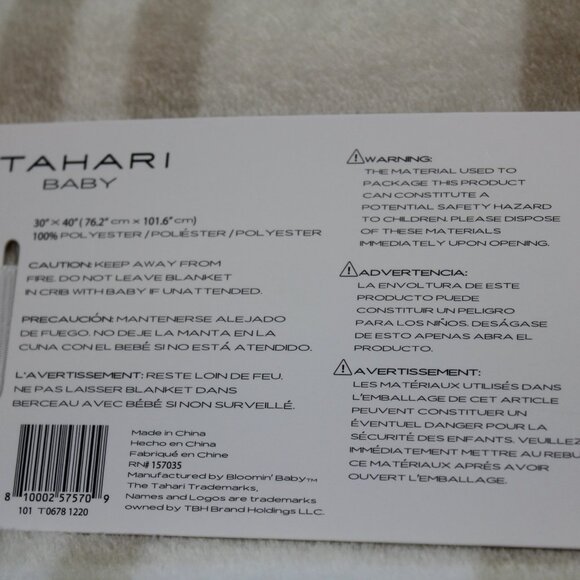 TAHARI
BABY
30" × 40" (76.2" cm × 101.6" cm)
100% POLYESTER / POLIÉSTER / POLYESTER
CAUTION: KEEP AWAY FROM
FIRE. DO NOT LEAVE BLANKET
IN CRIB WITH BABY IF UNATTENDED.
PRECAUCIÓN: MANTENERSE ALEJADO
DE FUEGO. NO DEJE LA MANTA EN LA
CUNA CON EL BEBÉ SI NO ESTÁ ATENDIDO.
L'AVERTISSEMENT: RESTE LOIN DE FEU.
NE PAS LAISSER BLANKET DANS
BERCEAU AVEC BÉBÉ SI NON SURVEILLÉ.
8 10002 57570 9
101 T0678 1220
Made in China
Hecho en China
Fabriqué en Chine
RN# 157035
Manufactured by Bloomin' Baby™
The Tahari Trademarks,
Names and Logos are trademarks
owned by TBH Brand Holdings LLC.
WARNING:
THE MATERIAL USED TO
PACKAGE THIS PRODUCT
CAN CONSTITUTE A
POTENTIAL SAFETY HAZARD
TO CHILDREN. PLEASE DISPOSE
OF THESE MATERIALS
IMMEDIATELY UPON OPENING.
ADVERTENCIA:
LA ENVOLTURA DE ESTE
PRODUCTO PUEDE
CONSTITUIR UN PELIGRO
PARA LOS NIÑOS. DESÁGASE
DE ESTO APENAS ABRA EL
PRODUCTO.
AVERTISSEMENT:
LES MATÉRIAUX UTILISÉS DANS
L'EMBALLAGE DE CET ARTICLE
PEUVENT CONSTITUER UN
ÉVENTUEL DANGER POUR LA
SÉCURITÉ DES ENFANTS. VEUILLEZ
IMMÉDIATEMENT METTRE AU REBU
CE MATÉRIAUX APRÉS AVOIR
OUVERT L'EMBALLAGE.